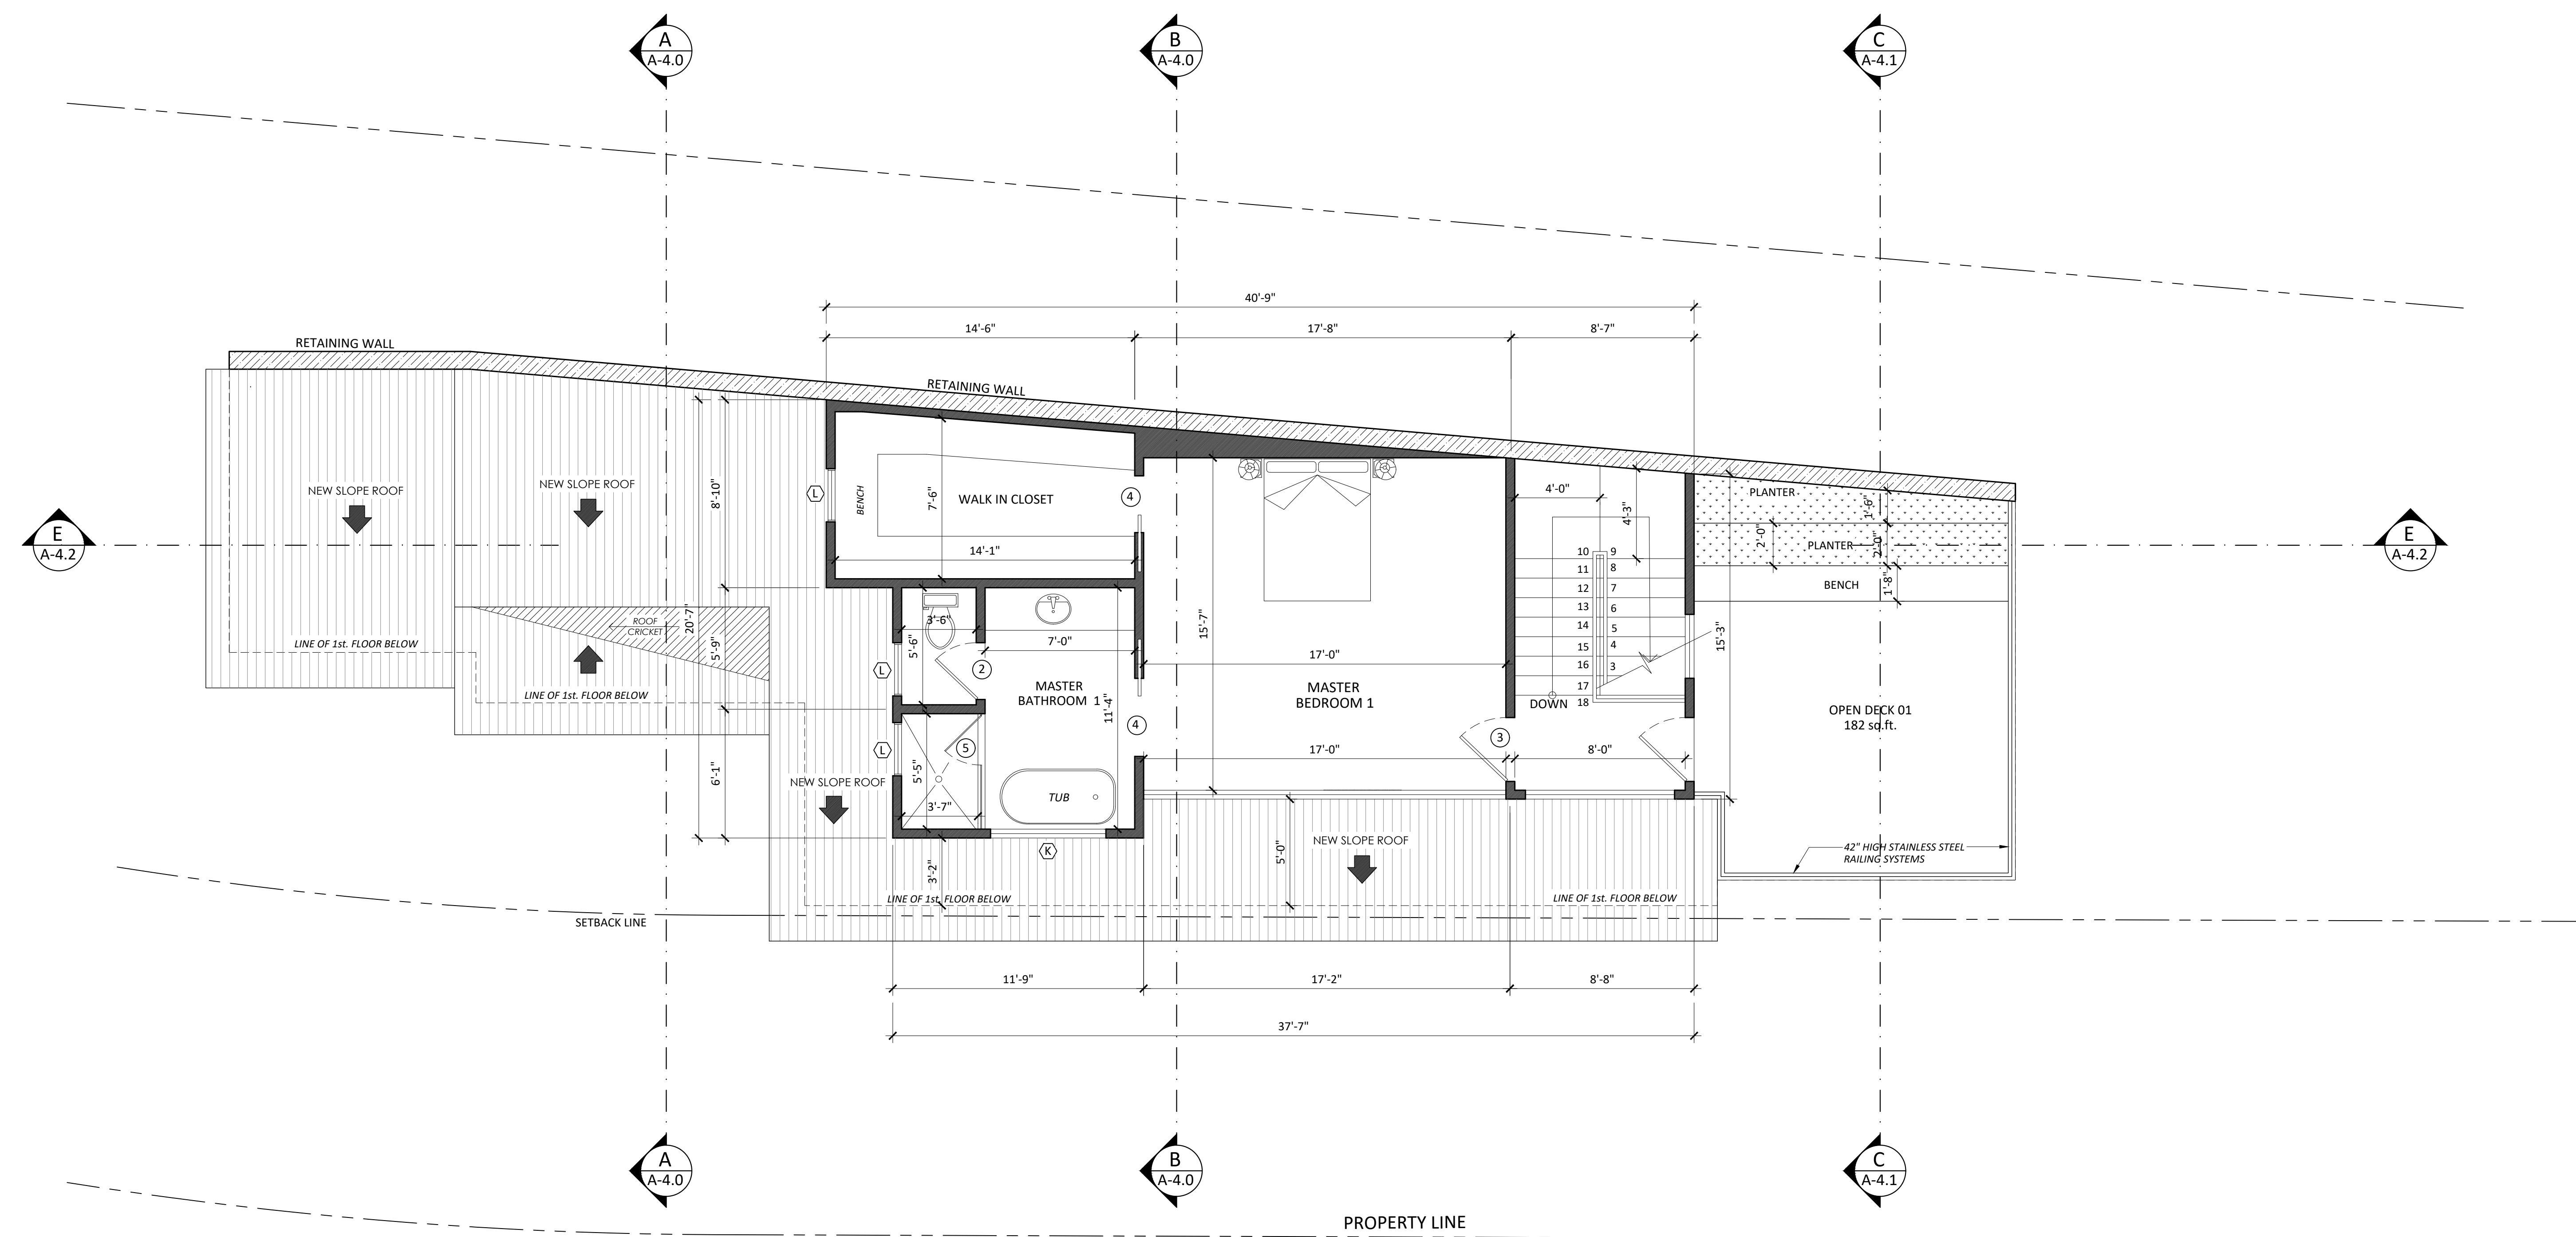 A
A-4.0
B
A-4.0
C
A-4.1
40'-9"
14'-6"
17'-8"
8'-7"
RETAINING WALL
RETAINING WALL
NEW SLOPE ROOF
NEW SLOPE ROOF
8'-10"
L
BENCH
7'-6"
WALK IN CLOSET
4
4'-0"
4'-3"
PLANTER
1'-6"
E
A-4.2
14'-1"
10
9
11
8
12
7
13
6
14
5
15
4
16
3
17
18
2'-0"
PLANTER
2'-0"
E
A-4.2
BENCH
1'-8"
20'-7"
ROOF
CRICKET
5'-9"
LINE OF 1st. FLOOR BELOW
LINE OF 1st. FLOOR BELOW
3'-6"
5'-6"
7'-0"
L
2
15'-7"
17'-0"
15'-3"
MASTER
BATHROOM 1
11'-4"
MASTER
BEDROOM 1
DOWN
OPEN DECK 01
182 sq.ft.
4
L
5
3
17'-0"
8'-0"
6'-1"
5'-5"
NEW SLOPE ROOF
3'-7"
TUB
K
3'-2"
5'-0"
NEW SLOPE ROOF
42" HIGH STAINLESS STEEL
RAILING SYSTEMS
LINE OF 1st. FLOOR BELOW
LINE OF 1st. FLOOR BELOW
SETBACK LINE
11'-9"
17'-2"
8'-8"
37'-7"
A
A-4.0
B
A-4.0
C
A-4.1
PROPERTY LINE